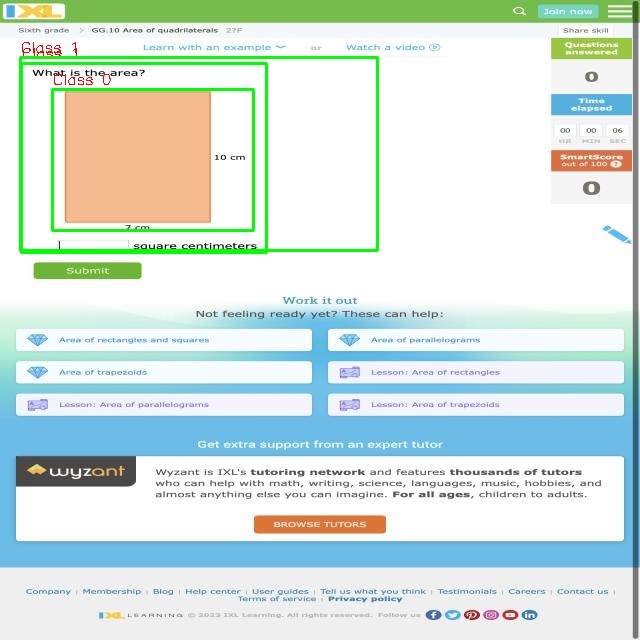 IXL
Join now
Sixth grade > GG.10 Area of quadrilaterals 27F
Share skill
Class 1
Class 1
Learn with an example or Watch a video
Questions answered
0
What is the area?
Class 0
Time elapsed
00 00 06
HR MIN SEC
10 cm
SmartScore
out of 100 ?
0
7 cm
square centimeters
Submit
Work it out
Not feeling ready yet? These can help:
Area of rectangles and squares
Area of parallelograms
Area of trapezoids
Lesson: Area of rectangles
Lesson: Area of parallelograms
Lesson: Area of trapezoids
Get extra support from an expert tutor
wyzant
Wyzant is IXL's tutoring network and features thousands of tutors
who can help with math, writing, science, languages, music, hobbies, and
almost anything else you can imagine. For all ages, children to adults.
BROWSE TUTORS
Company | Membership | Blog | Help center | User guides | Tell us what you think | Testimonials | Careers | Contact us |
Terms of service | Privacy policy
IXL LEARNING © 2023 IXL Learning. All rights reserved. Follow us